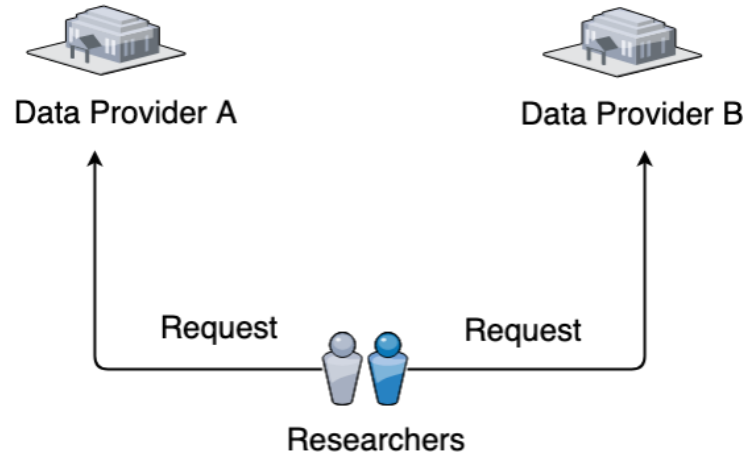 Data Provider A
Data Provider B
Request
Request
Researchers